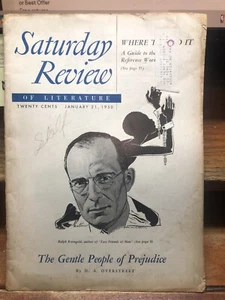 or Best Offer
Saturday
Review
OF LITERATURE
TWENTY CENTS JANUARY 21, 1950
WHERE
IT
A Guide to the
Reference Work
The Gentle People of Prejudice
By H. A. OVERSTREET